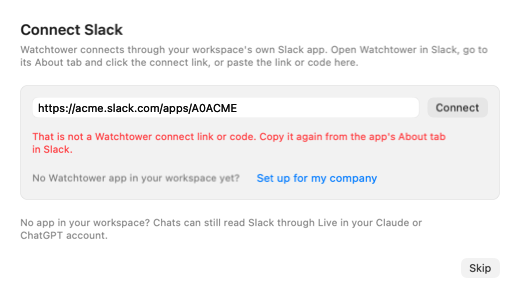 Connect Slack
Watchtower connects through your workspace's own Slack app. Open Watchtower in Slack, go to
its About tab and click the connect link, or paste the link or code here.
https://acme.slack.com/apps/A0ACME
Connect
That is not a Watchtower connect link or code. Copy it again from the app's About tab
in Slack.
No Watchtower app in your workspace yet?
Set up for my company
No app in your workspace? Chats can still read Slack through Live in your Claude or
ChatGPT account.
Skip